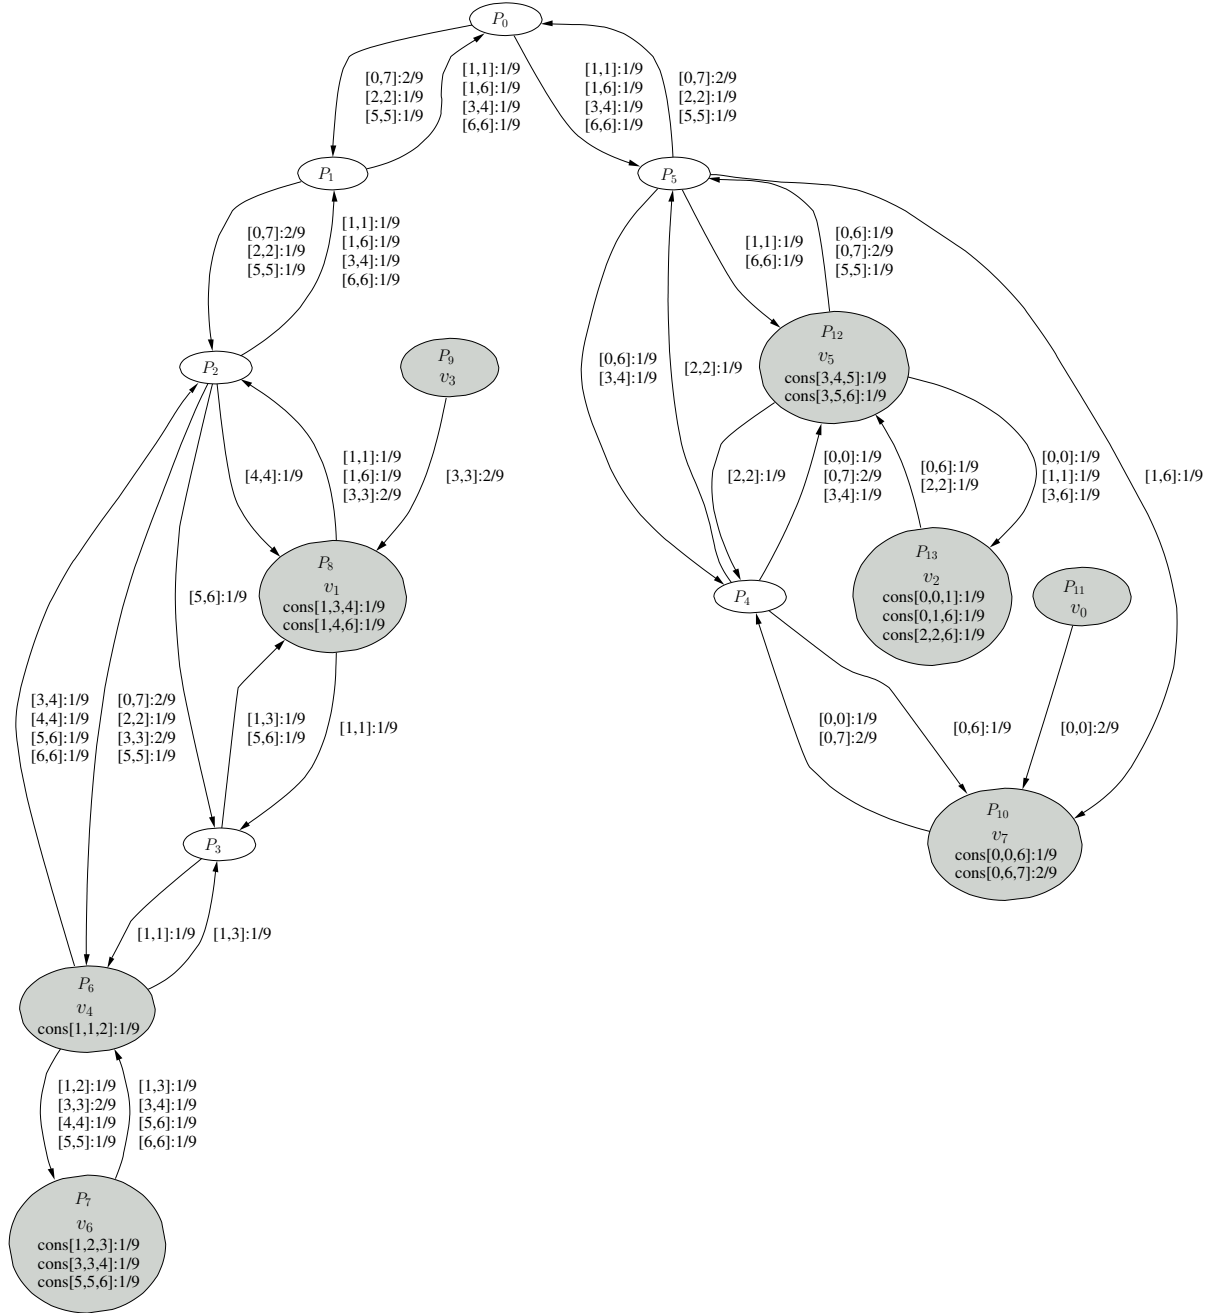 P0
[0,7]:2/9
[2,2]:1/9
[5,5]:1/9
[1,1]:1/9
[1,6]:1/9
[3,4]:1/9
[6,6]:1/9
[1,1]:1/9
[1,6]:1/9
[3,4]:1/9
[6,6]:1/9
[0,7]:2/9
[2,2]:1/9
[5,5]:1/9
P1
P5
[0,7]:2/9
[2,2]:1/9
[5,5]:1/9
[1,1]:1/9
[1,6]:1/9
[3,4]:1/9
[6,6]:1/9
[1,1]:1/9
[6,6]:1/9
[0,6]:1/9
[0,7]:2/9
[5,5]:1/9
P2
P9
v3
[0,6]:1/9
[3,4]:1/9
[2,2]:1/9
P12
v5
cons[3,4,5]:1/9
cons[3,5,6]:1/9
[4,4]:1/9
[1,1]:1/9
[1,6]:1/9
[3,3]:2/9
[3,3]:2/9
[2,2]:1/9
[0,0]:1/9
[0,7]:2/9
[3,4]:1/9
[0,6]:1/9
[2,2]:1/9
[0,0]:1/9
[1,1]:1/9
[3,6]:1/9
[1,6]:1/9
[5,6]:1/9
P8
v1
cons[1,3,4]:1/9
cons[1,4,6]:1/9
P4
P13
v2
cons[0,0,1]:1/9
cons[0,1,6]:1/9
cons[2,2,6]:1/9
P11
v0
[3,4]:1/9
[4,4]:1/9
[5,6]:1/9
[6,6]:1/9
[0,7]:2/9
[2,2]:1/9
[3,3]:2/9
[5,5]:1/9
[1,3]:1/9
[5,6]:1/9
[1,1]:1/9
[0,0]:1/9
[0,7]:2/9
[0,6]:1/9
[0,0]:2/9
P3
P10
v7
cons[0,0,6]:1/9
cons[0,6,7]:2/9
[1,1]:1/9
[1,3]:1/9
P6
v4
cons[1,1,2]:1/9
[1,2]:1/9
[3,3]:2/9
[4,4]:1/9
[5,5]:1/9
[1,3]:1/9
[3,4]:1/9
[5,6]:1/9
[6,6]:1/9
P7
v6
cons[1,2,3]:1/9
cons[3,3,4]:1/9
cons[5,5,6]:1/9